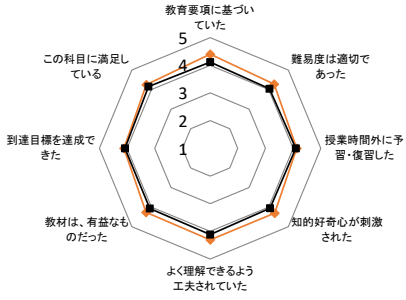 教育要項に基づい
ていた
難易度は適切で
あった
授業時間外に予
習・復習した
知的好奇心が刺激
された
よく理解できるよう
工夫されていた
教材は、有益なも
のだった
到達目標を達成で
きた
この科目に満足し
ている
5
4
3
2
1